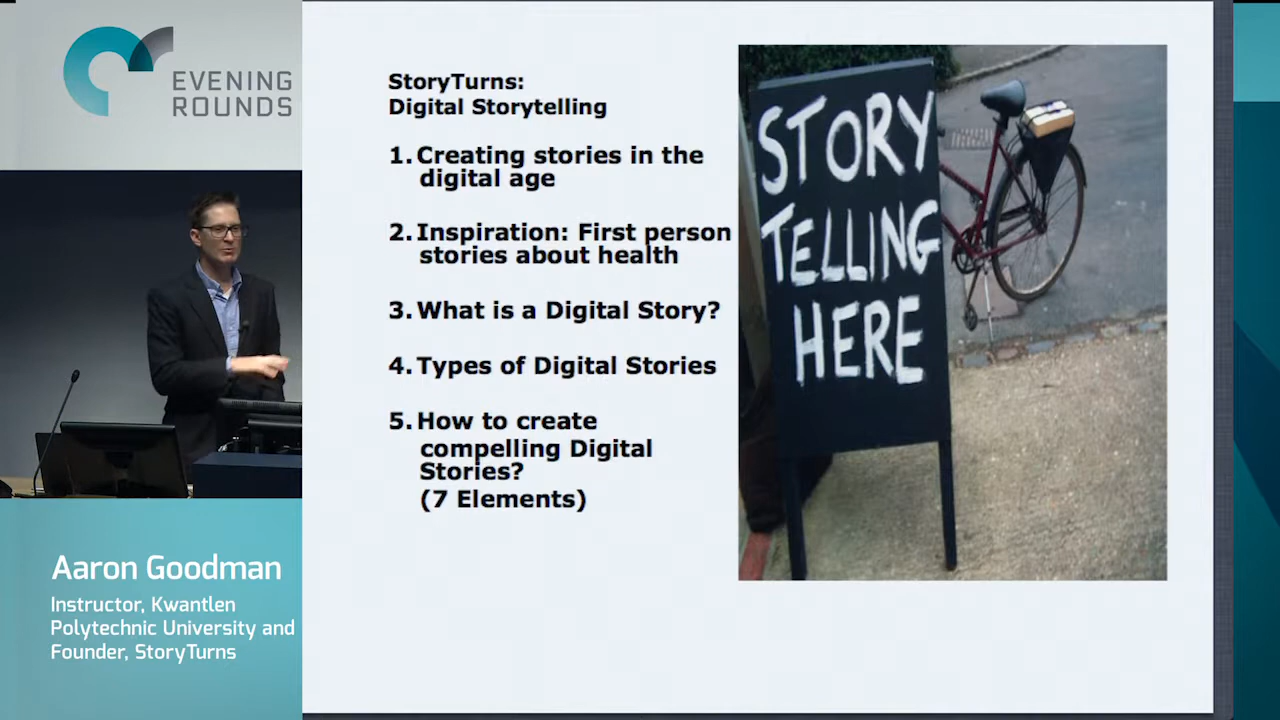 EVENING
ROUNDS
StoryTurns:
Digital Storytelling
1. Creating stories in the
digital age
2. Inspiration: First person
stories about health
3. What is a Digital Story?
4. Types of Digital Stories
5. How to create
compelling Digital
Stories?
(7 Elements)
STORY
TELLING
HERE
Aaron Goodman
Instructor, Kwantlen
Polytechnic University and
Founder, StoryTurns